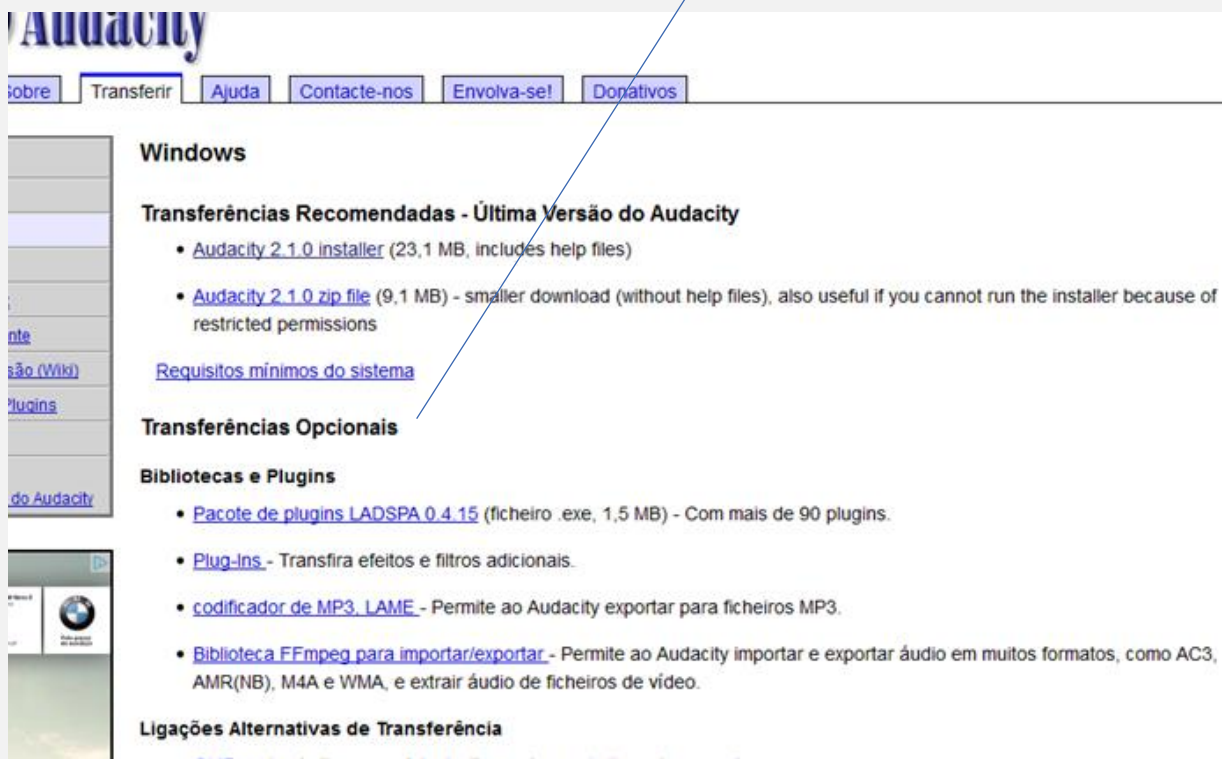 Audacity
Sobre
Transferir
Ajuda
Contacte-nos
Envolva-se!
Donativos
Windows
Transferências Recomendadas - Última Versão do Audacity
Audacity 2.1.0 installer (23,1 MB, includes help files)
Audacity 2.1.0 zip file (9,1 MB) - smaller download (without help files), also useful if you cannot run the installer because of
restricted permissions
Requisitos mínimos do sistema
nte
são (Wiki)
Plugins
do Audacity
Transferências Opcionais
Bibliotecas e Plugins
Pacote de plugins LADSPA 0.4.15 (ficheiro .exe, 1,5 MB) - Com mais de 90 plugins.
Plug-Ins - Transfira efeitos e filtros adicionais.
codificador de MP3, LAME - Permite ao Audacity exportar para ficheiros MP3.
Biblioteca FFmpeg para importar/exportar - Permite ao Audacity importar e exportar áudio em muitos formatos, como AC3,
AMR(NB), M4A e WMA, e extrair áudio de ficheiros de vídeo.
Ligações Alternativas de Transferência